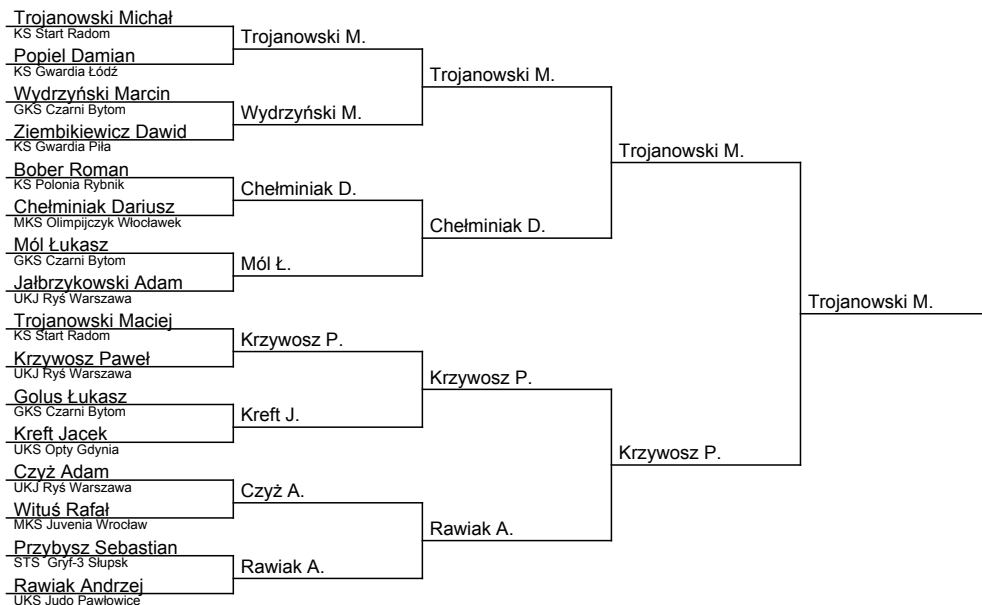 Trojanowski Michał
KS Start Radom
Popiel Damian
KS Gwardia Łódź
Wydrzyński Marcin
GKS Czarni Bytom
Ziembikiewicz Dawid
KS Gwardia Piła
Bober Roman
KS Polonia Rybnik
Chełminiak Dariusz
MKS Olimpijczyk Włocławek
Mól Łukasz
GKS Czarni Bytom
Jałbrzykowski Adam
UKJ Ryś Warszawa
Trojanowski Maciej
KS Start Radom
Krzywosz Paweł
UKJ Ryś Warszawa
Golus Łukasz
GKS Czarni Bytom
Kreft Jacek
UKS Opty Gdynia
Czyż Adam
UKJ Ryś Warszawa
Wituś Rafał
MKS Juvenia Wrocław
Przybysz Sebastian
STS Gryf-3 Słupsk
Rawiak Andrzej
UKS Judo Pawłowice
Trojanowski M.
Wydrzyński M.
Chełminiak D.
Mól Ł.
Krzywosz P.
Kreft J.
Czyż A.
Rawiak A.
Trojanowski M.
Chełminiak D.
Krzywosz P.
Rawiak A.
Trojanowski M.
Krzywosz P.
Trojanowski M.